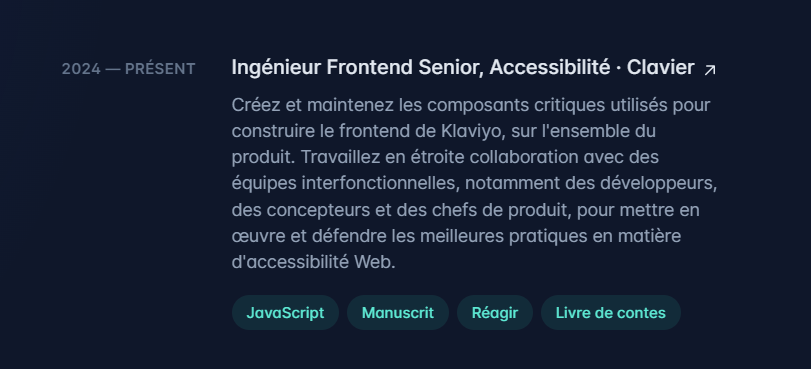 2024 — PRÉSENT
Ingénieur Frontend Senior, Accessibilité · Clavier ↗
Créez et maintenez les composants critiques utilisés pour
construire le frontend de Klaviyo, sur l'ensemble du
produit. Travaillez en étroite collaboration avec des
équipes interfonctionnelles, notamment des développeurs,
des concepteurs et des chefs de produit, pour mettre en
œuvre et défendre les meilleures pratiques en matière
d'accessibilité Web.
JavaScript
Manuscrit
Réagir
Livre de contes